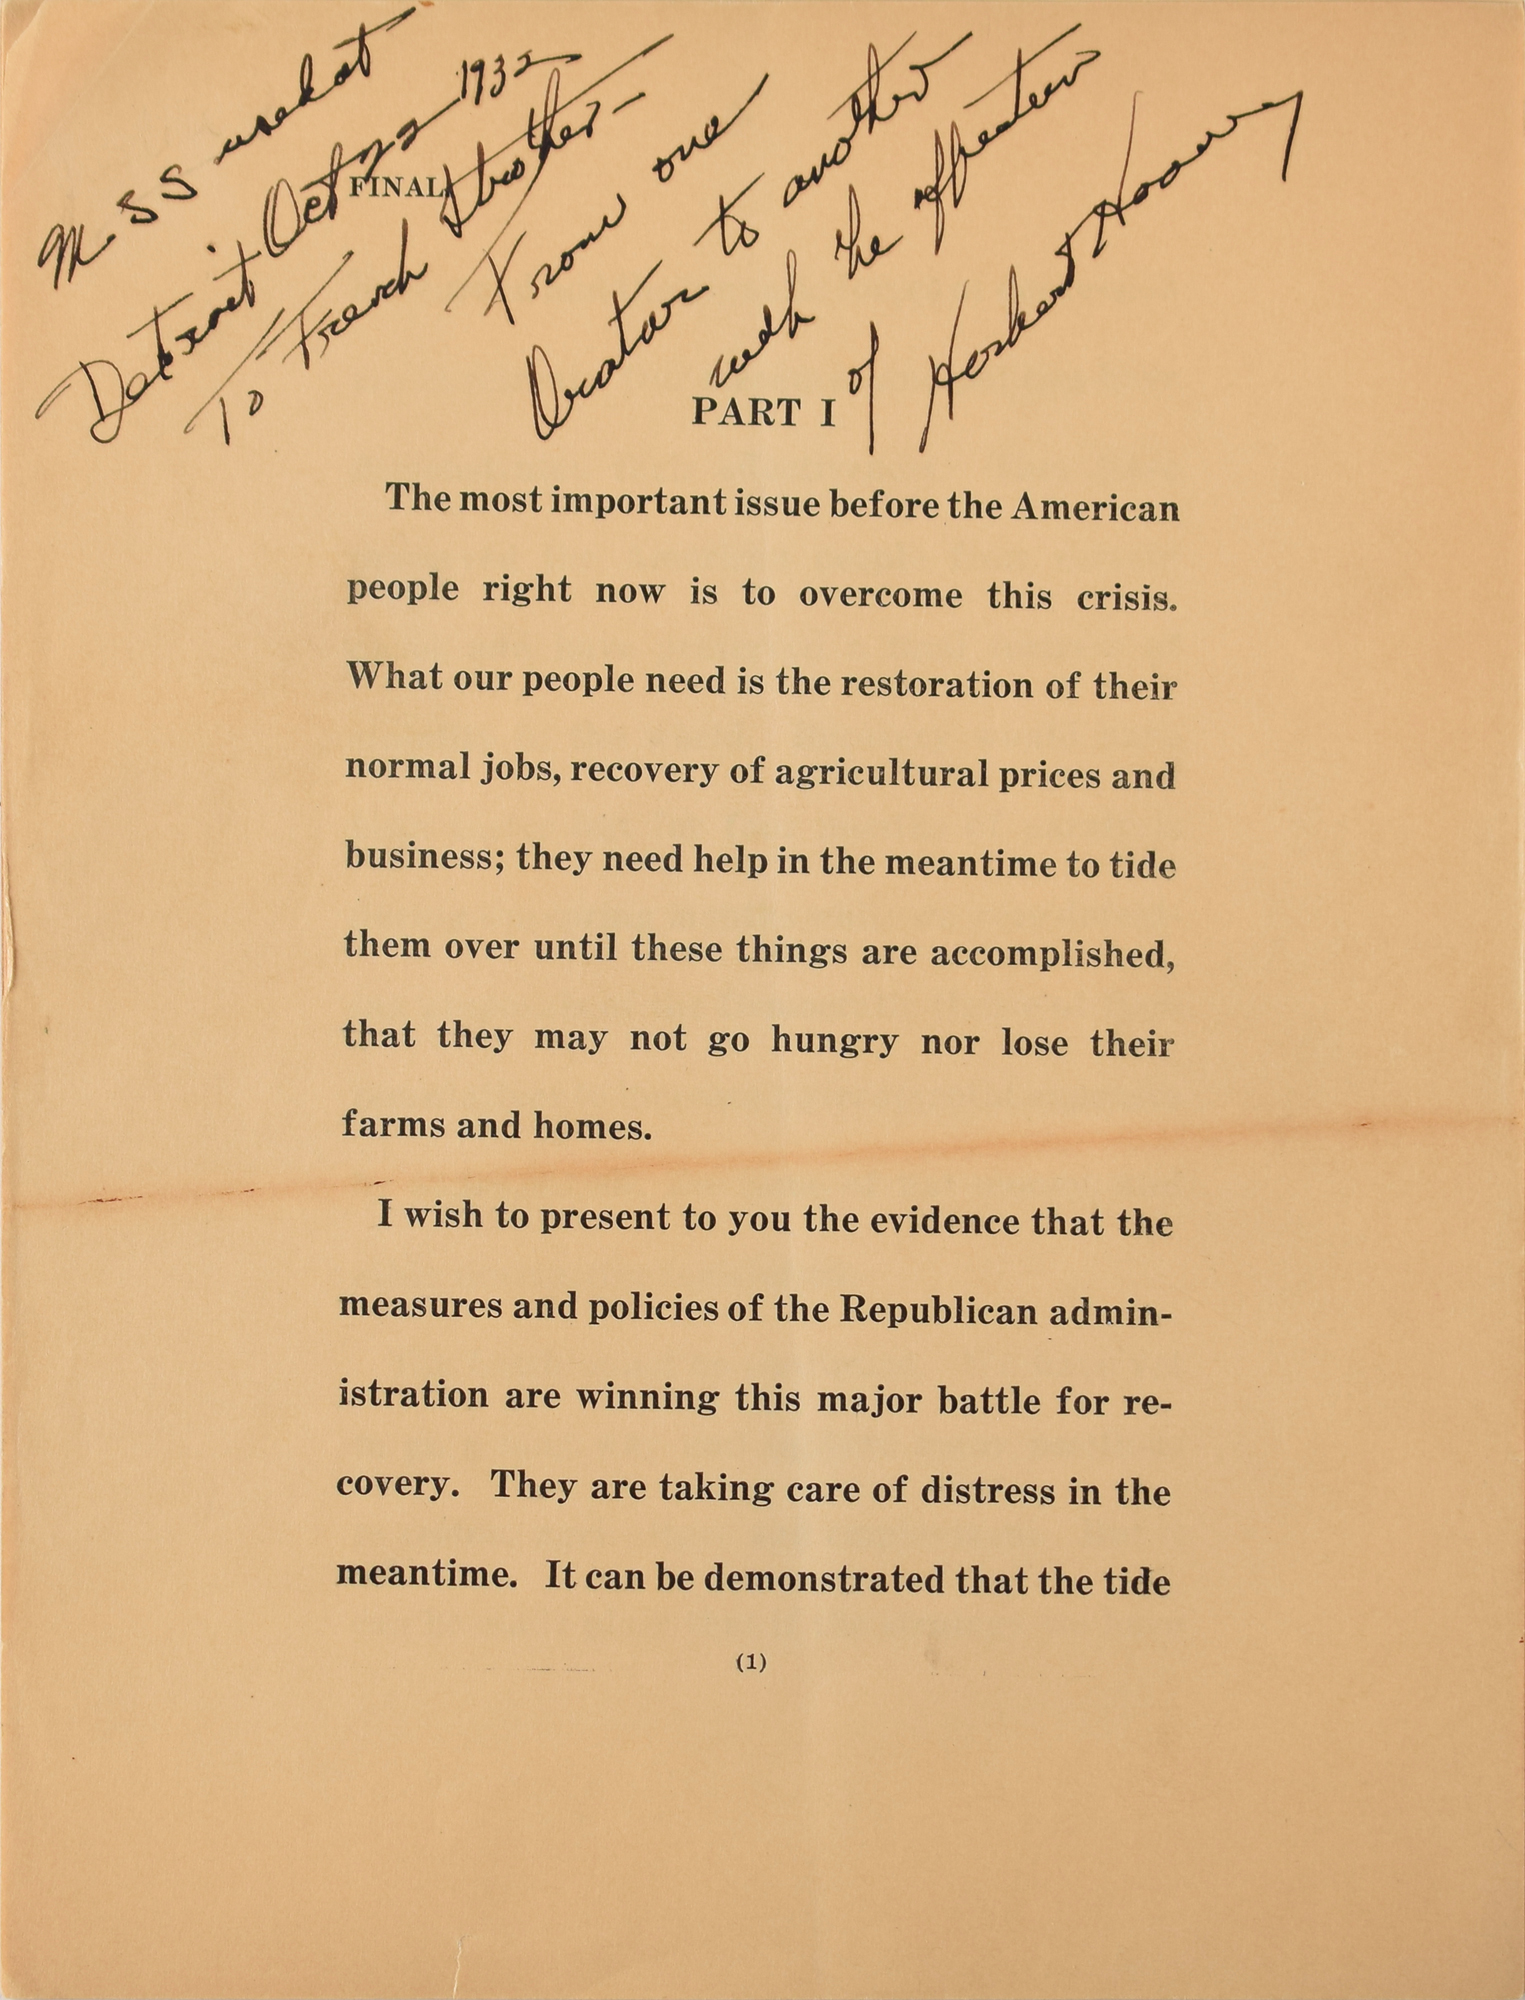 MSS used at
Detroit Oct 22 1932
To French Strother-
From one
Orator to another
with the affection
of Herbert Hoover
FINAL
PART I
The most important issue before the American
people right now is to overcome this crisis.
What our people need is the restoration of their
normal jobs, recovery of agricultural prices and
business; they need help in the meantime to tide
them over until these things are accomplished,
that they may not go hungry nor lose their
farms and homes.
I wish to present to you the evidence that the
measures and policies of the Republican admin-
istration are winning this major battle for re-
covery. They are taking care of distress in the
meantime. It can be demonstrated that the tide
(1)